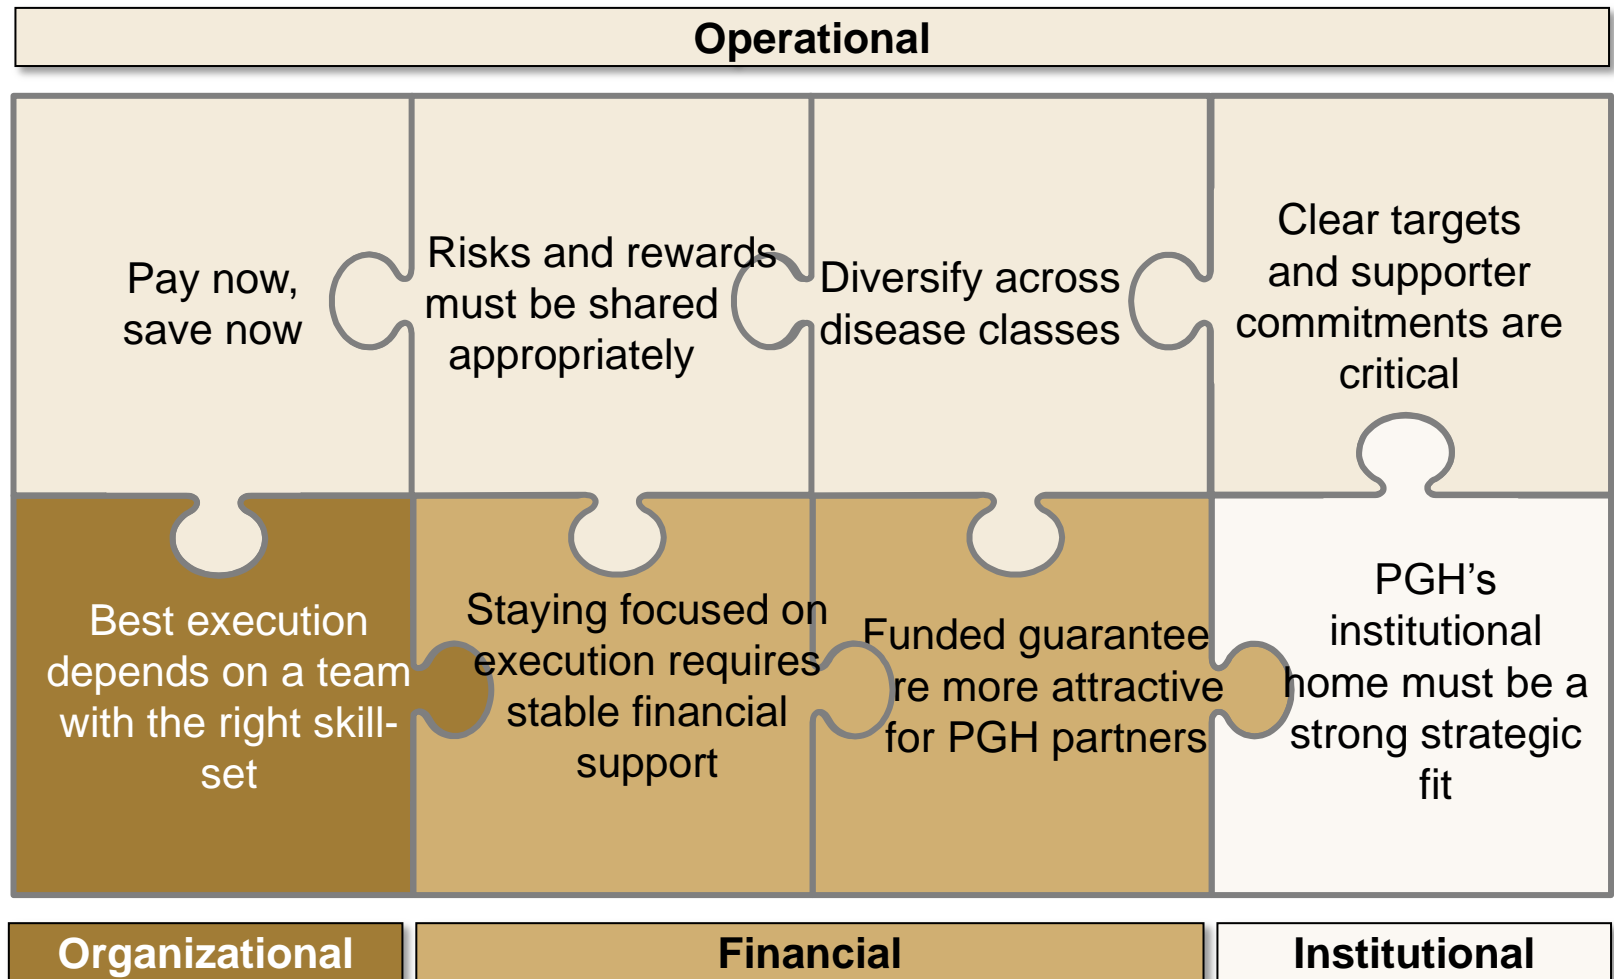 Operational
Pay now,
save now
Risks and rewards
must be shared
appropriately
Diversify across
disease classes
Clear targets
and supporter
commitments are
critical
Best execution
depends on a team
with the right skill-
set
Staying focused on
execution requires
stable financial
support
Funded guarantee
re more attractive
for PGH partners
PGH’s
institutional
home must be a
strong strategic
fit
Organizational
Financial
Institutional